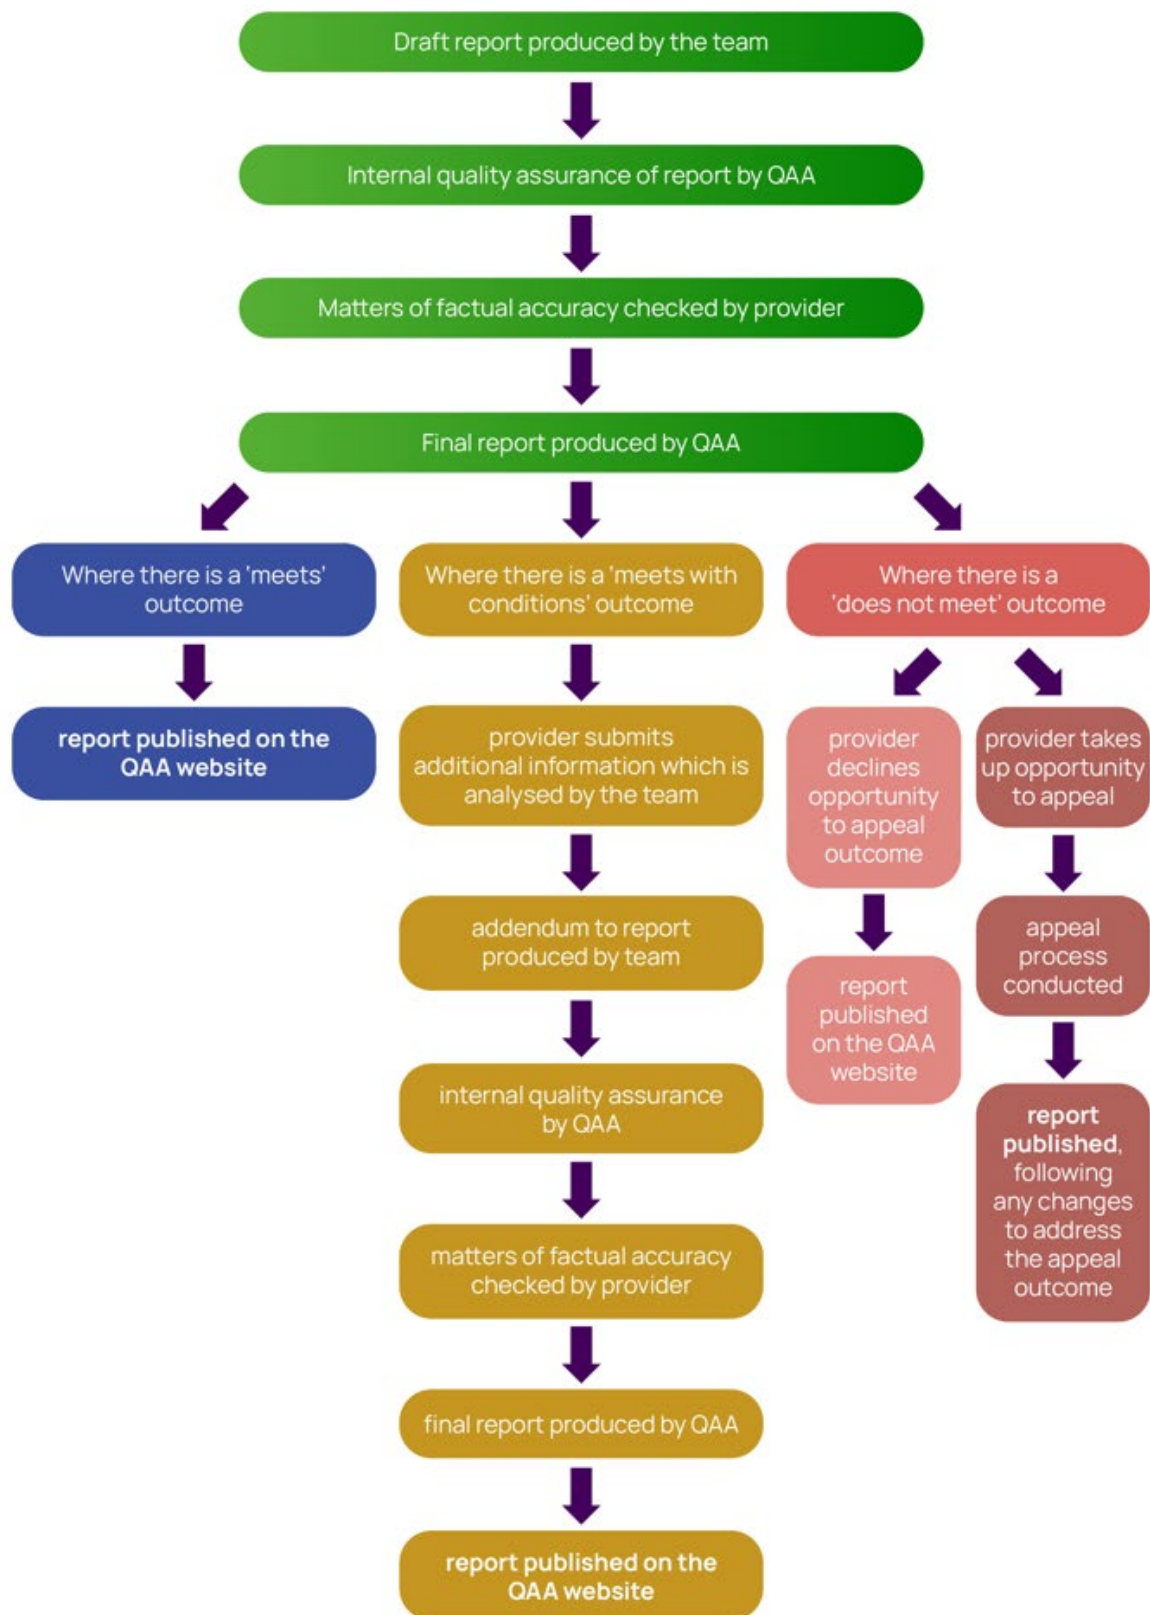 Draft report produced by the team
Internal quality assurance of report by QAA
Matters of factual accuracy checked by provider
Final report produced by QAA
Where there is a ‘meets’
outcome
report published on the
QAA website
Where there is a ‘meets with
conditions’ outcome
provider submits
additional information which is
analysed by the team
addendum to report
produced by team
internal quality assurance
by QAA
matters of factual accuracy
checked by provider
final report produced by QAA
report published on the
QAA website
Where there is a
‘does not meet’ outcome
provider
declines
opportunity
to appeal
outcome
report
published
on the QAA
website
provider takes
up opportunity
to appeal
appeal
process
conducted
report
published,
following
any changes
to address
the appeal
outcome